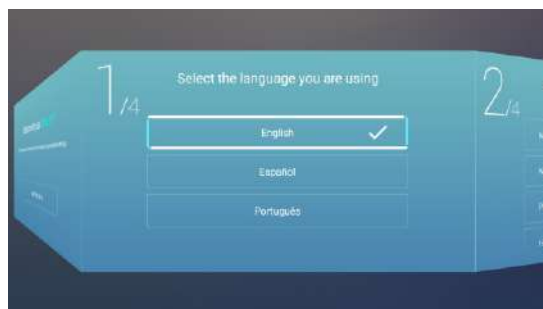 1/4
Select the language you are using
English
Español
Português
2/4